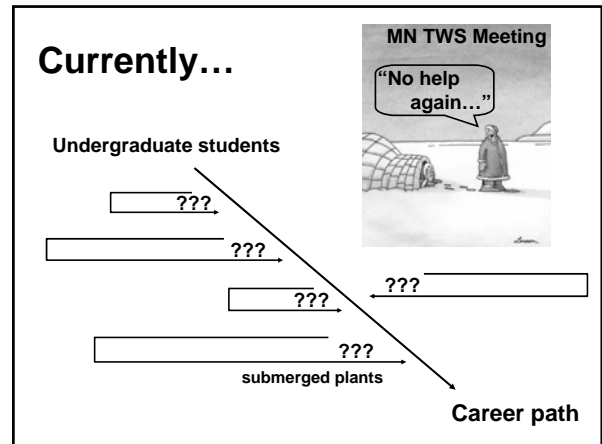 MN TWS Meeting
Currently…
“No help
again…”
Undergraduate students
???
???
???
???
???
submerged plants
Career path